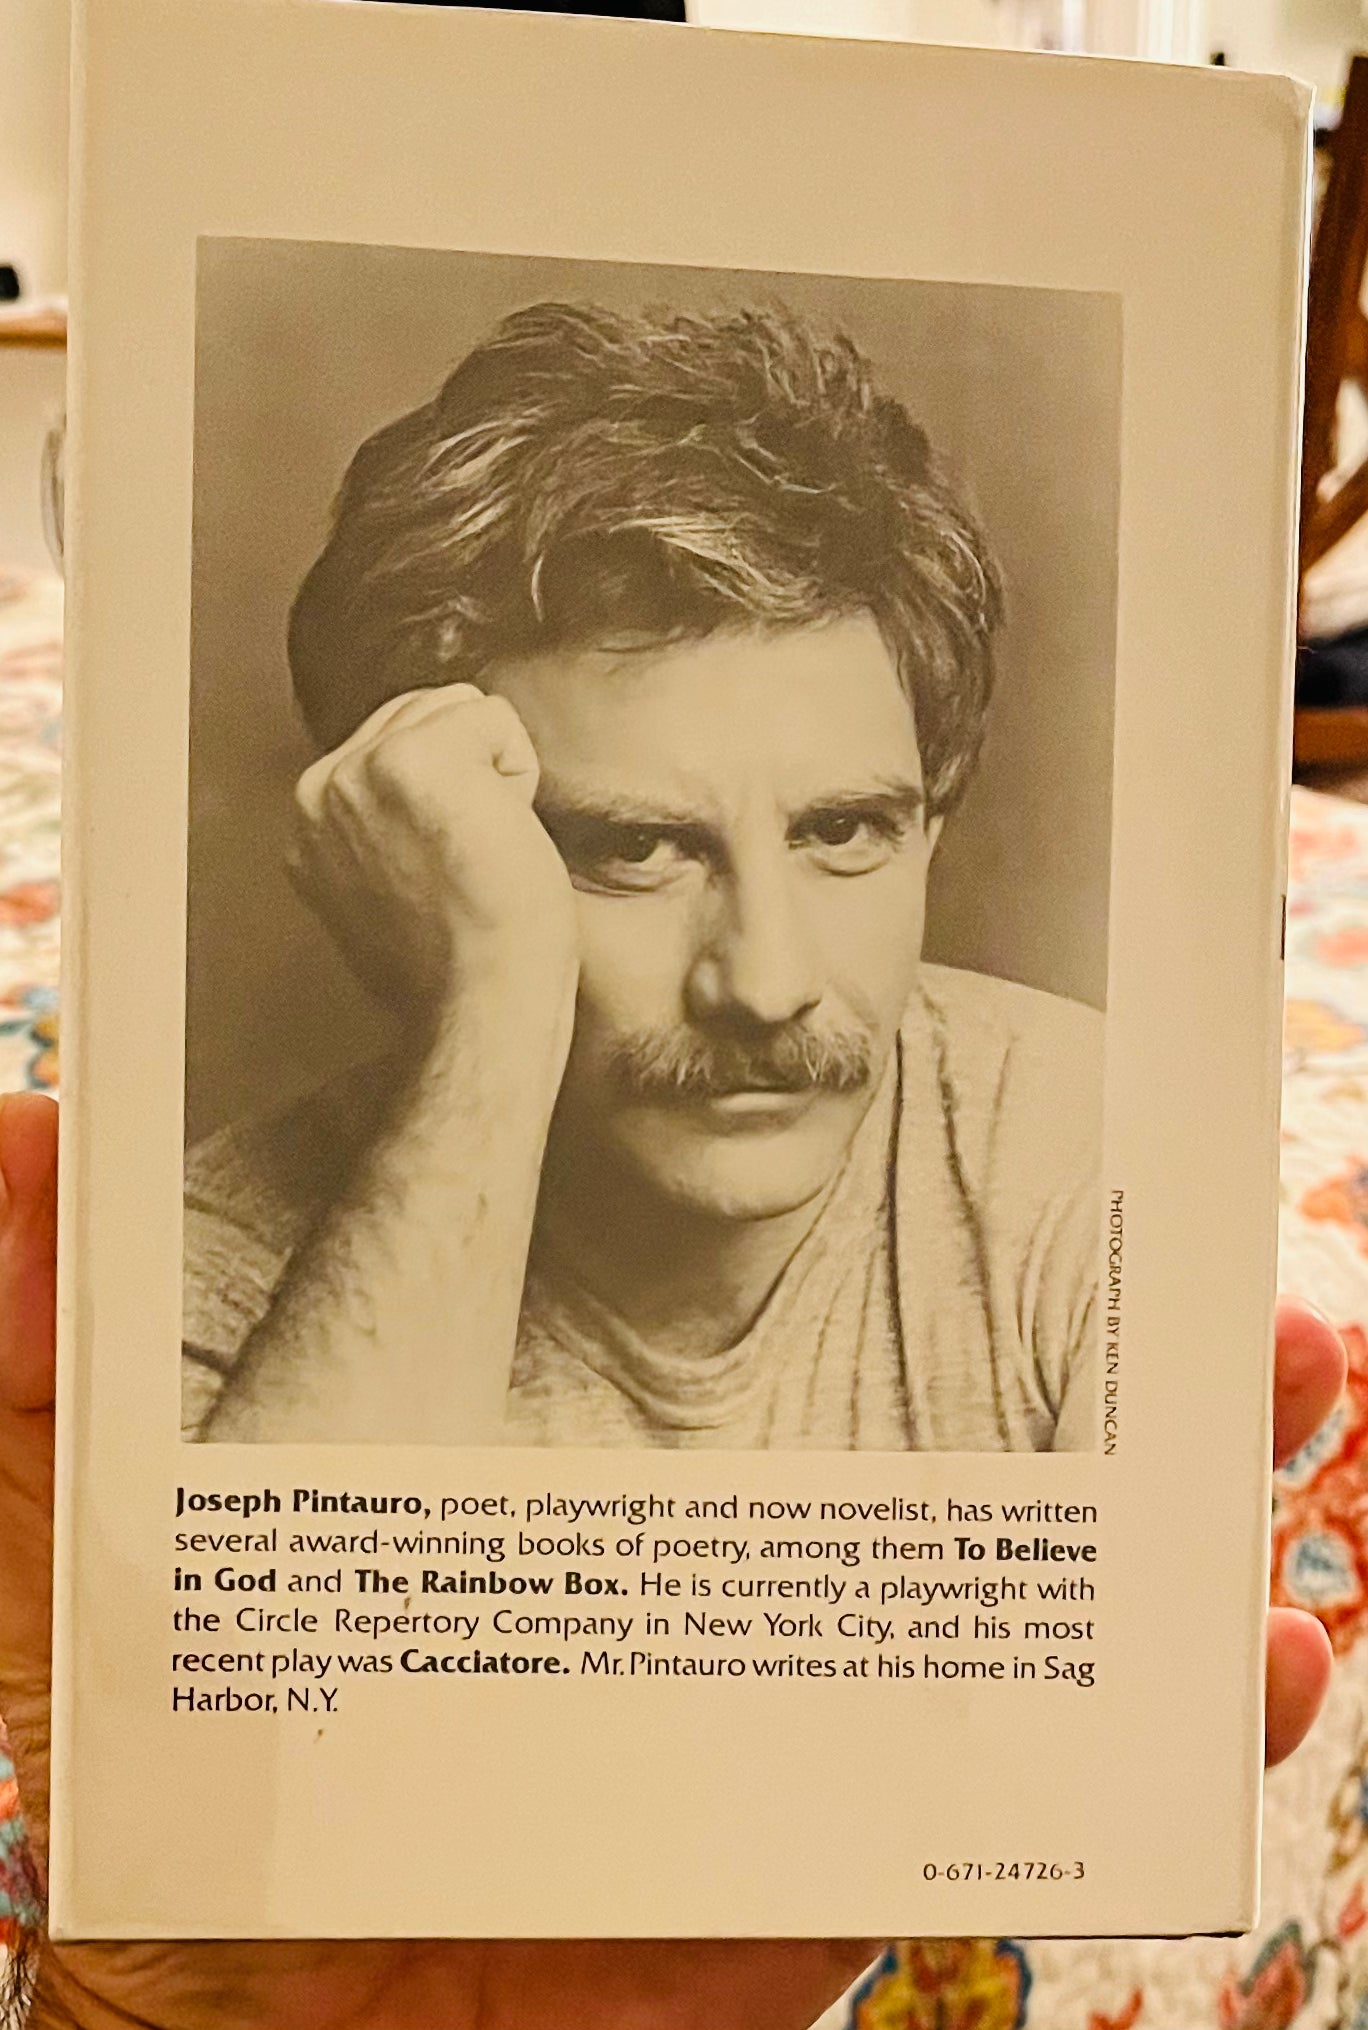 PHOTOGRAPH BY KEN DUNCAN
Joseph Pintauro, poet, playwright and now novelist, has written
several award-winning books of poetry, among them To Believe
in God and The Rainbow Box. He is currently a playwright with
the Circle Repertory Company in New York City, and his most
recent play was Cacciatore. Mr. Pintauro writes at his home in Sag
Harbor, N.Y.
0-671-24726-3